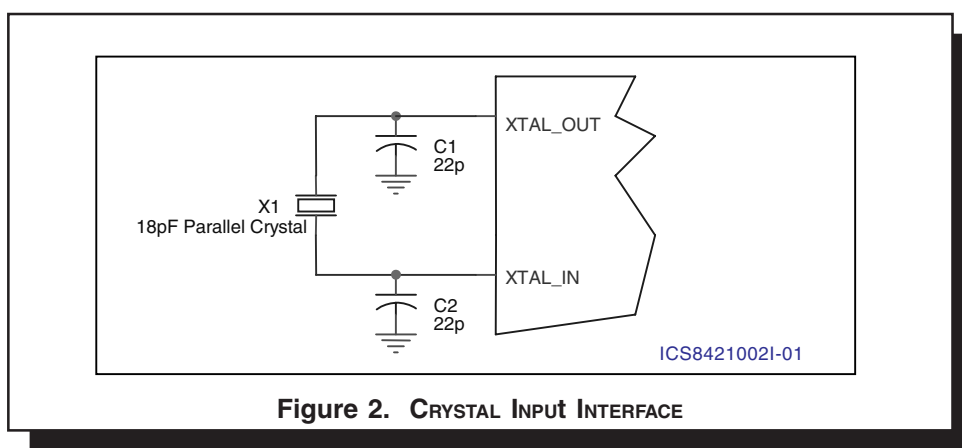 XTAL_OUT
C1
22p
X1
18pF Parallel Crystal
XTAL_IN
C2
22p
ICS8421002I-01
Figure 2. CRYSTAL INPUt INTERFACE